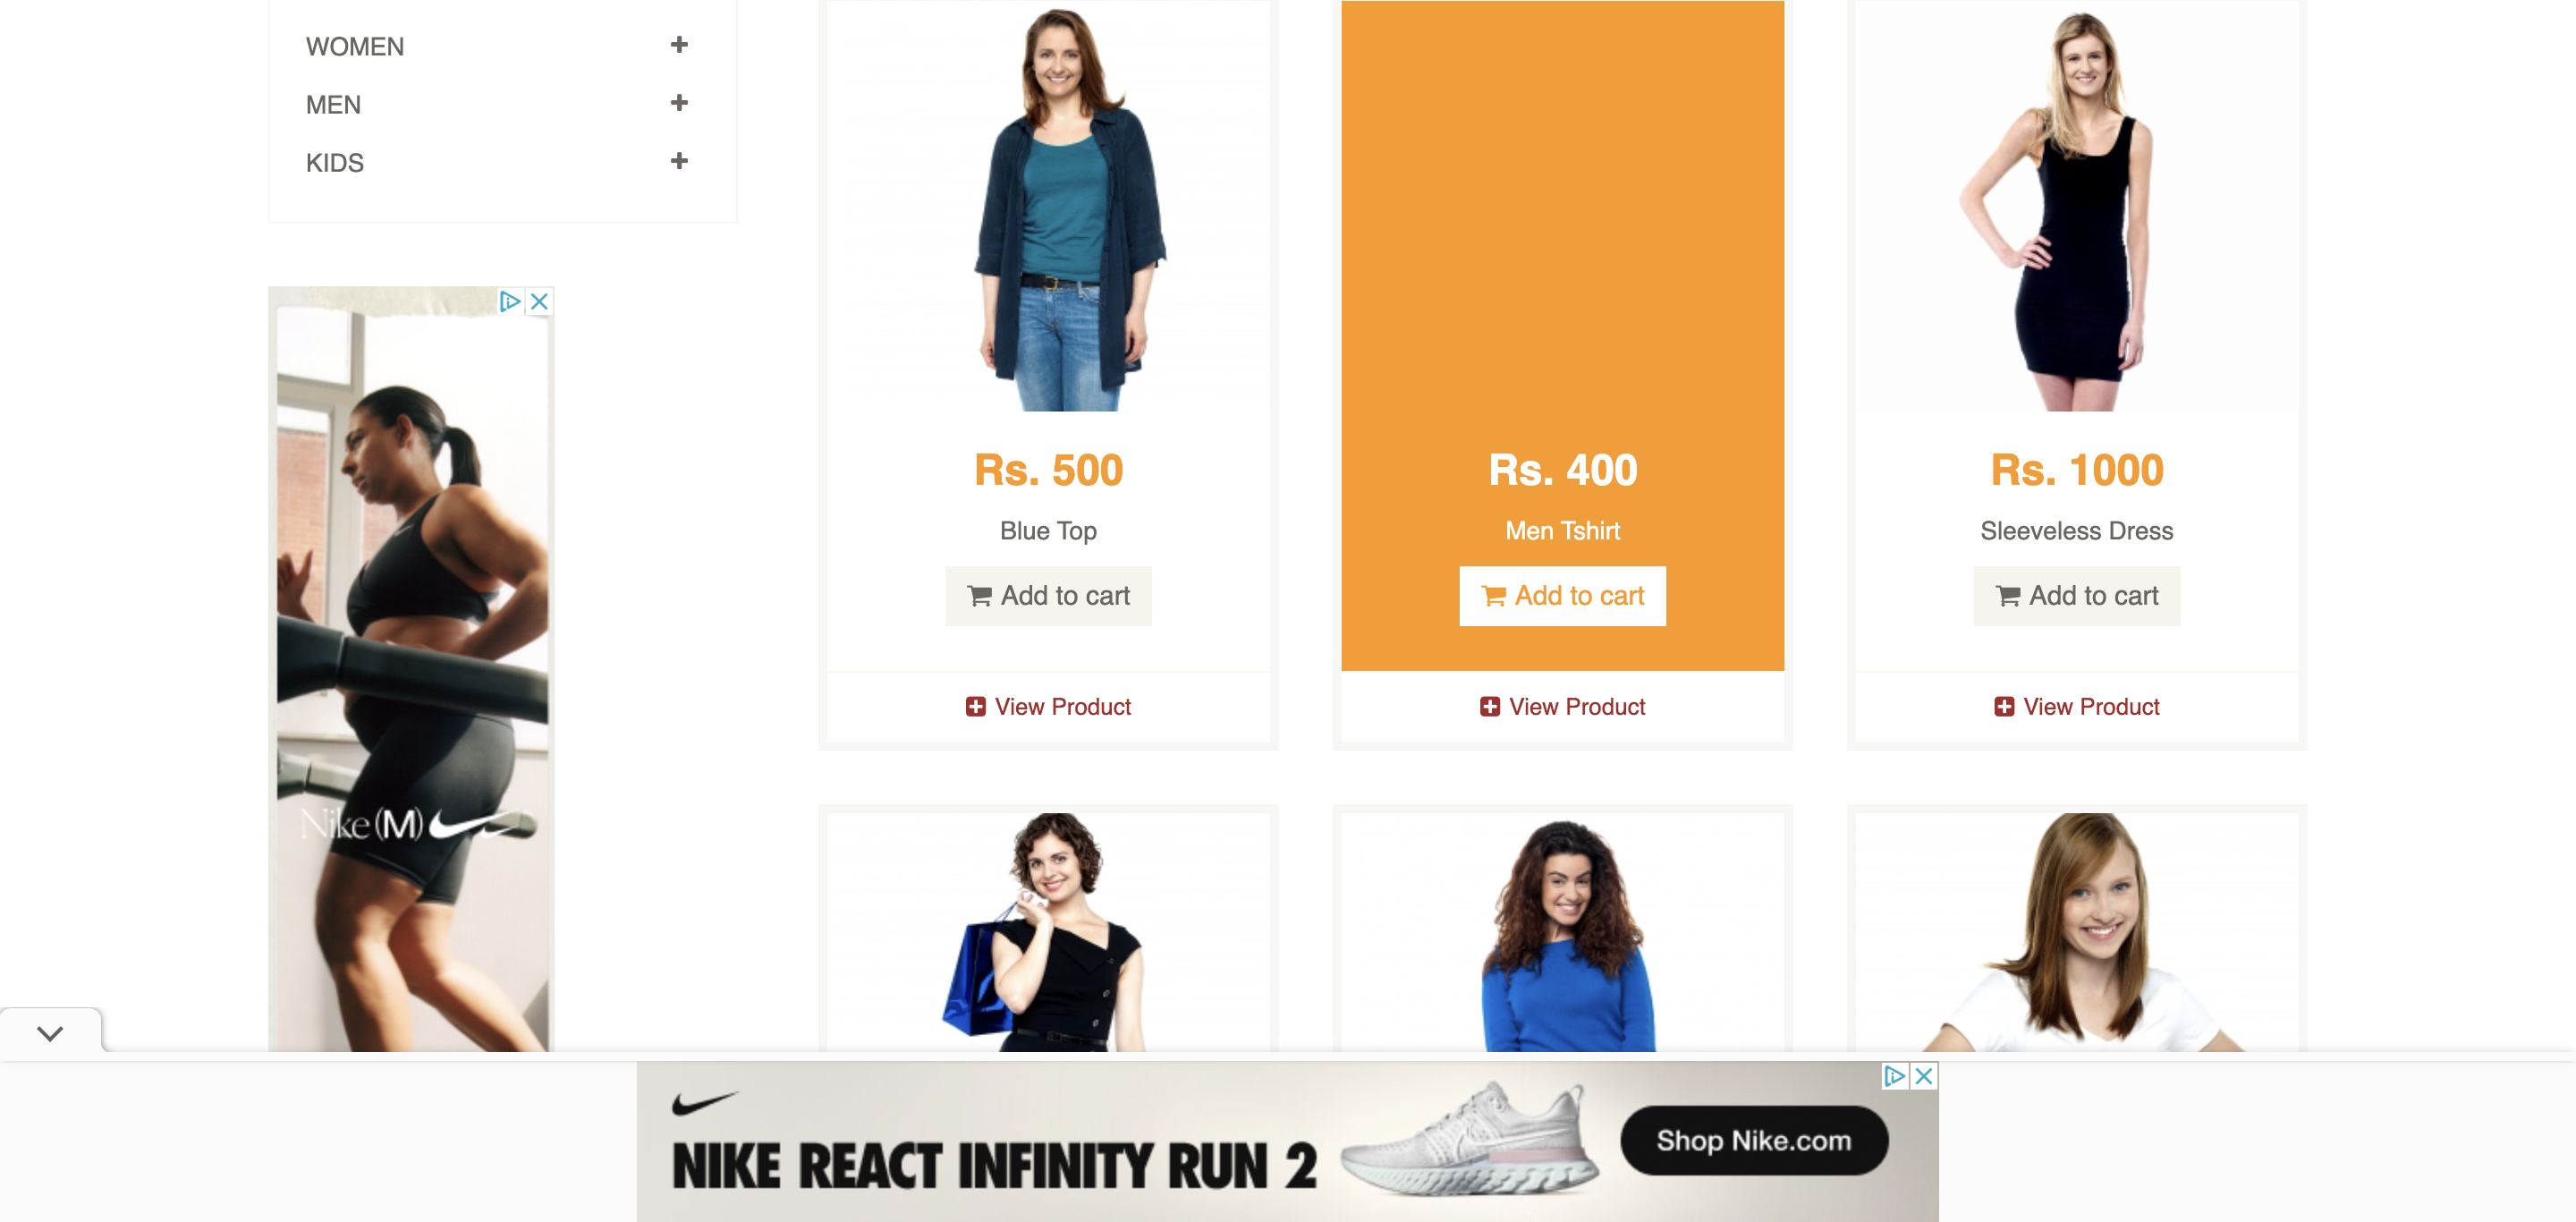 WOMEN
MEN
KIDS
Rs. 500
Blue Top
Add to cart
View Product
Rs. 400
Men Tshirt
Add to cart
View Product
Rs. 1000
Sleeveless Dress
Add to cart
View Product
Nike (M)
NIKE REACT INFINITY RUN 2
Shop Nike.com